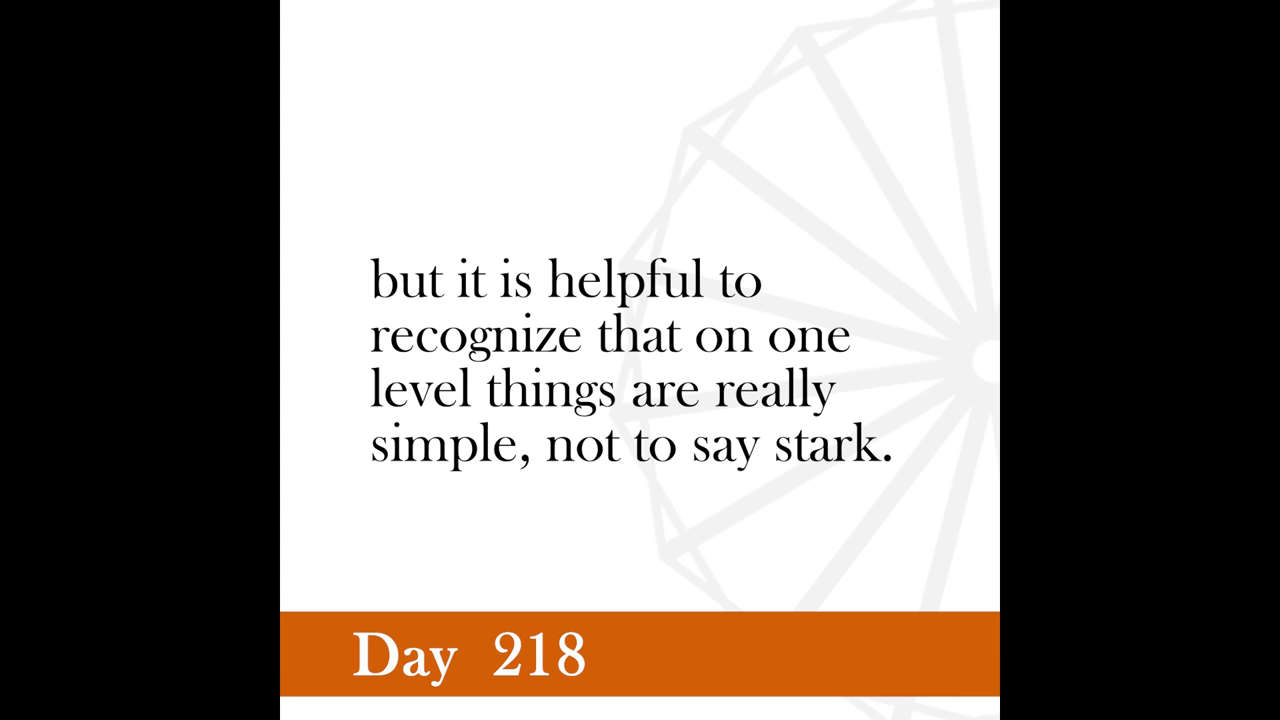 but it is helpful to
recognize that on one
level things are really
simple, not to say stark.
Day 218